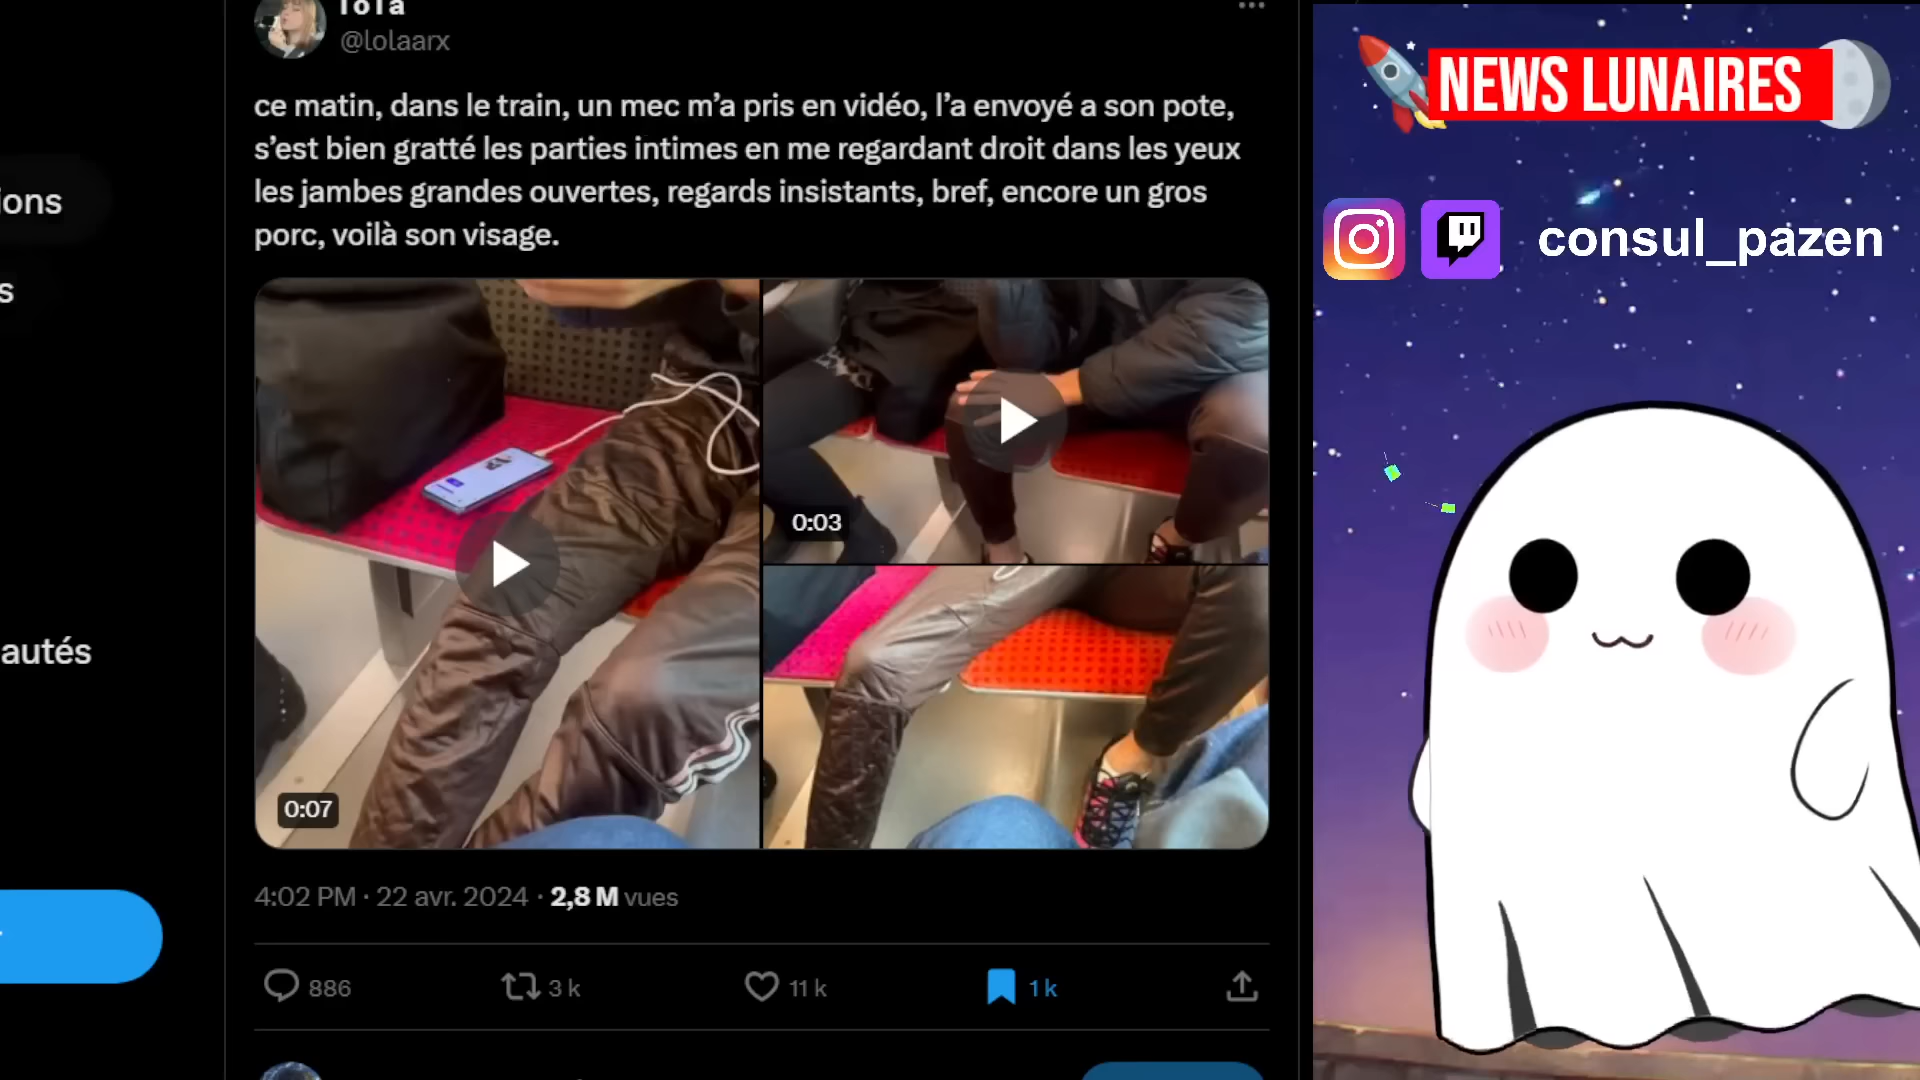 lola
@lolaarx
ce matin, dans le train, un mec m’a pris en vidéo, l’a envoyé a son pote,
s’est bien gratté les parties intimes en me regardant droit dans les yeux
les jambes grandes ouvertes, regards insistants, bref, encore un gros
porc, voilà son visage.
0:07
0:03
4:02 PM · 22 avr. 2024 · 2,8 M vues
886
3 k
11 k
1 k
ions
s
autés
NEWS LUNAIRES
consul_pazen